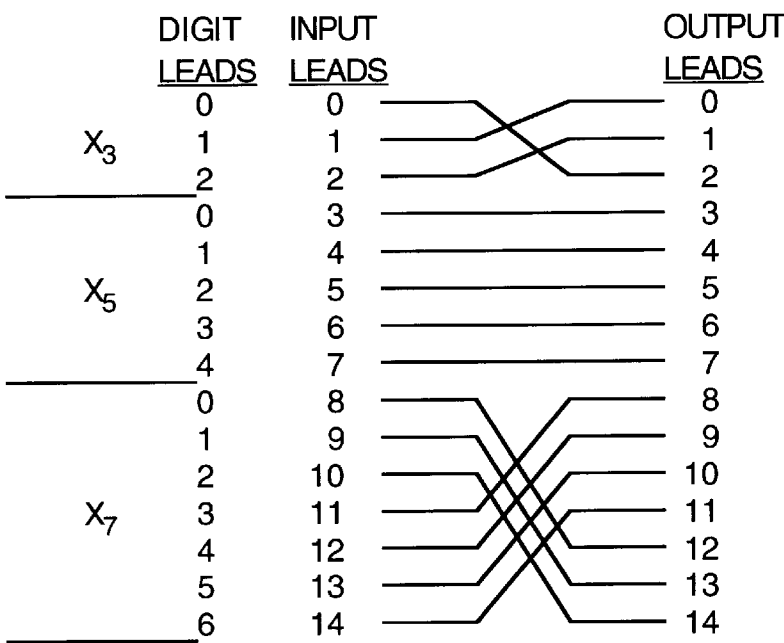 DIGIT INPUT OUTPUT
LEADS LEADS LEADS
0 0 0
X3 1 1 1
2 2 2
0 3 3
1 4 4
X5 2 5 5
3 6 6
4 7 7
0 8 8
1 9 9
2 10 10
X7 3 11 11
4 12 12
5 13 13
6 14 14